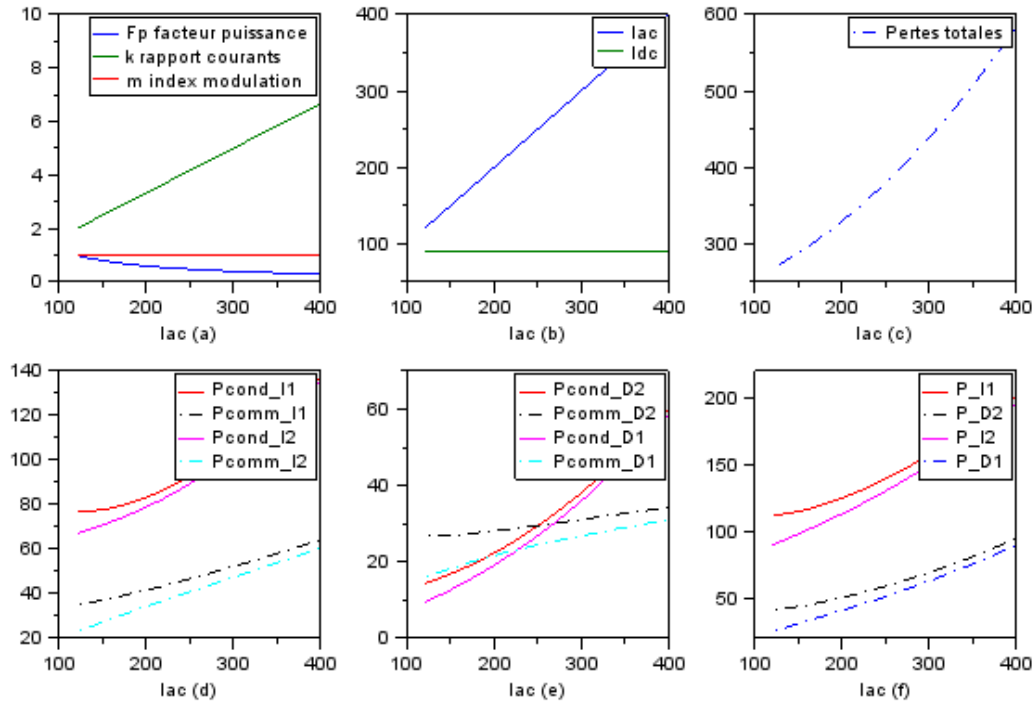 Fp facteur puissance
k rapport courants
m index modulation
10
8
6
4
2
0
100
200
300
400
Iac (a)
Iac
Idc
400
300
200
100
100
200
300
400
Iac (b)
Pertes totales
600
500
400
300
100
200
300
400
Iac (c)
Pcond_I1
Pcomm_I1
Pcond_I2
Pcomm_I2
140
120
100
80
60
40
20
100
200
300
400
Iac (d)
Pcond_D2
Pcomm_D2
Pcond_D1
Pcomm_D1
60
40
20
0
100
200
300
400
Iac (e)
P_I1
P_D2
P_I2
P_D1
200
150
100
50
100
200
300
400
Iac (f)